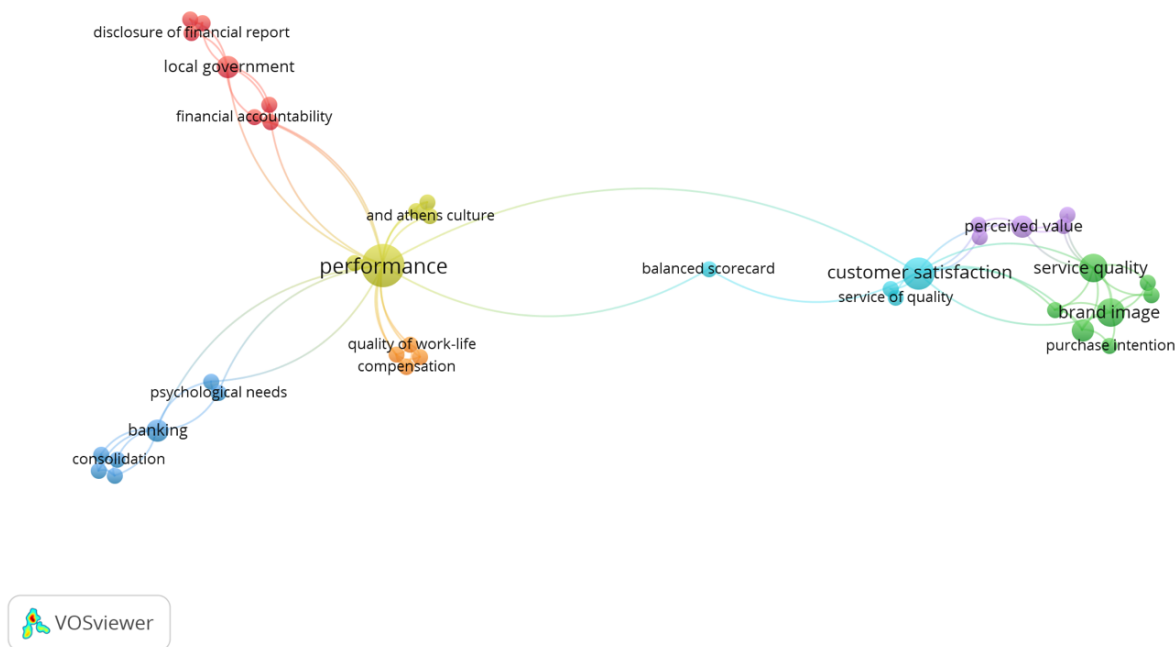 disclosure of financial report
local government
financial accountability
and athens culture
performance
quality of work-life
compensation
psychological needs
banking
consolidation
balanced scorecard
customer satisfaction
service of quality
perceived value
service quality
brand image
purchase intention
VOSviewer